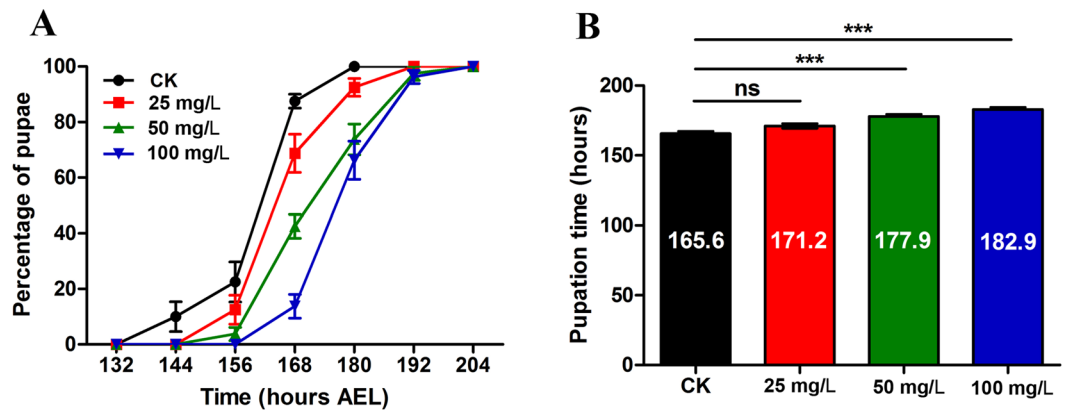 A
CK
25 mg/L
50 mg/L
100 mg/L
Percentage of pupae
100
80
60
40
20
0
132 144 156 168 180 192 204
Time (hours AEL)
B
***
***
ns
Pupation time (hours)
200
150
100
50
0
165.6 171.2 177.9 182.9
CK 25 mg/L 50 mg/L 100 mg/L